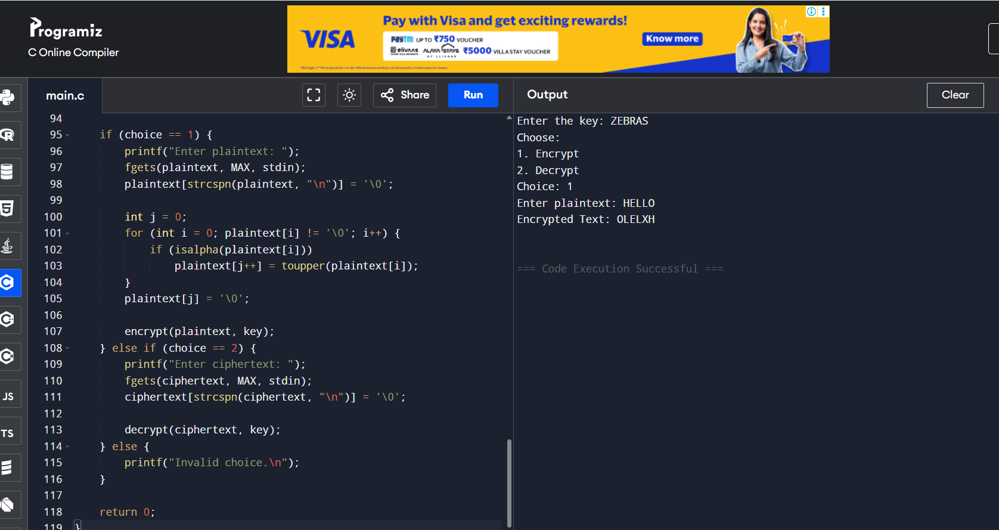 Programiz
C Online Compiler
VISA
Pay with Visa and get exciting rewards!
paytm UP TO ₹750 VOUCHER
elivaas ALAYA STAYS ₹5000 VILLA STAY VOUCHER
BY ELIVAAS
Know more
main.c
Share
Run
Output
Clear
94
95 if (choice == 1) {
96 printf("Enter plaintext: ");
97 fgets(plaintext, MAX, stdin);
98 plaintext[strcspn(plaintext, "\n")] = '\0';
99
100 int j = 0;
101 for (int i = 0; plaintext[i] != '\0'; i++) {
102 if (isalpha(plaintext[i]))
103 plaintext[j++] = toupper(plaintext[i]);
104 }
105 plaintext[j] = '\0';
106
107 encrypt(plaintext, key);
108 } else if (choice == 2) {
109 printf("Enter ciphertext: ");
110 fgets(ciphertext, MAX, stdin);
111 ciphertext[strcspn(ciphertext, "\n")] = '\0';
112
113 decrypt(ciphertext, key);
114 } else {
115 printf("Invalid choice.\n");
116 }
117
118 return 0;
119 }
Enter the key: ZEBRAS
Choose:
1. Encrypt
2. Decrypt
Choice: 1
Enter plaintext: HELLO
Encrypted Text: OLELXH
=== Code Execution Successful ===
R
5
C
C++
C#
JS
TS